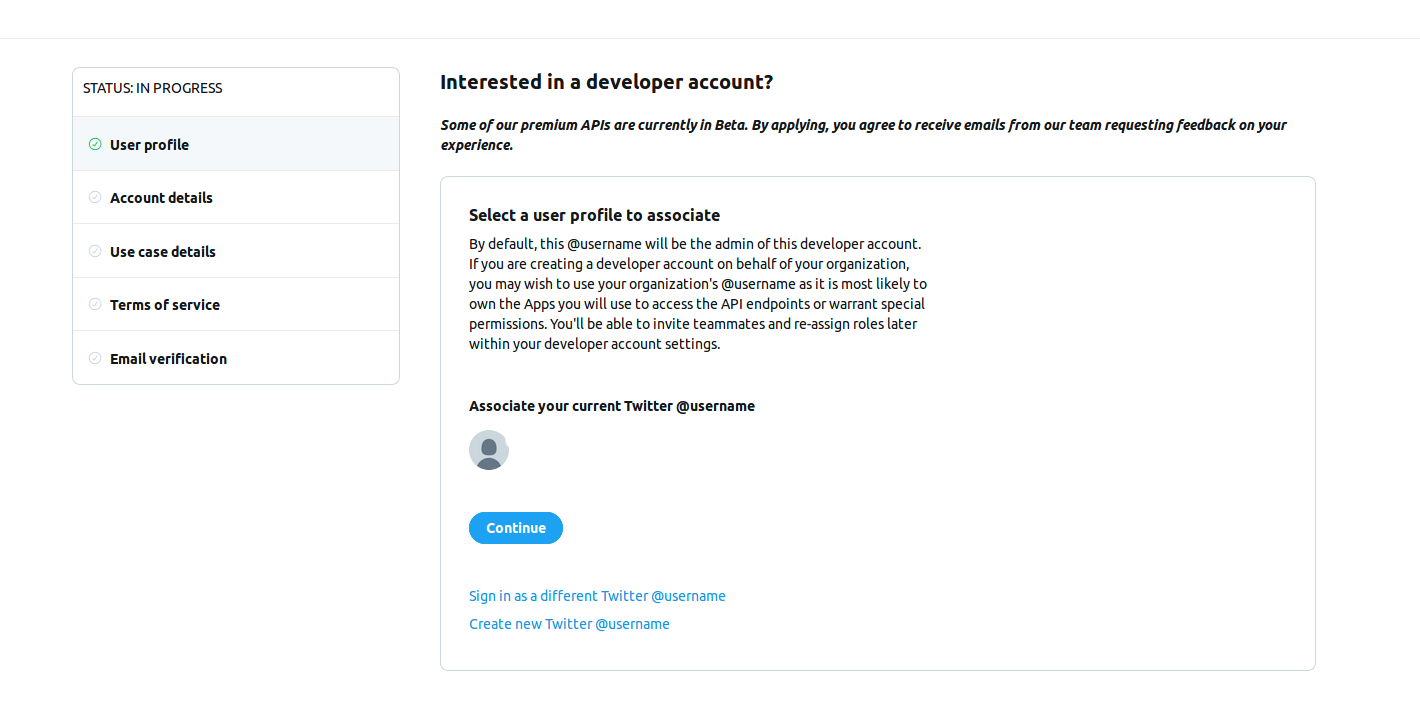 STATUS: IN PROGRESS
User profile
Account details
Use case details
Terms of service
Email verification
Interested in a developer account?
Some of our premium APIs are currently in Beta. By applying, you agree to receive emails from our team requesting feedback on your
experience.
Select a user profile to associate
By default, this @username will be the admin of this developer account.
If you are creating a developer account on behalf of your organization,
you may wish to use your organization's @username as it is most likely to
own the Apps you will use to access the API endpoints or warrant special
permissions. You'll be able to invite teammates and re-assign roles later
within your developer account settings.
Associate your current Twitter @username
Continue
Sign in as a different Twitter @username
Create new Twitter @username